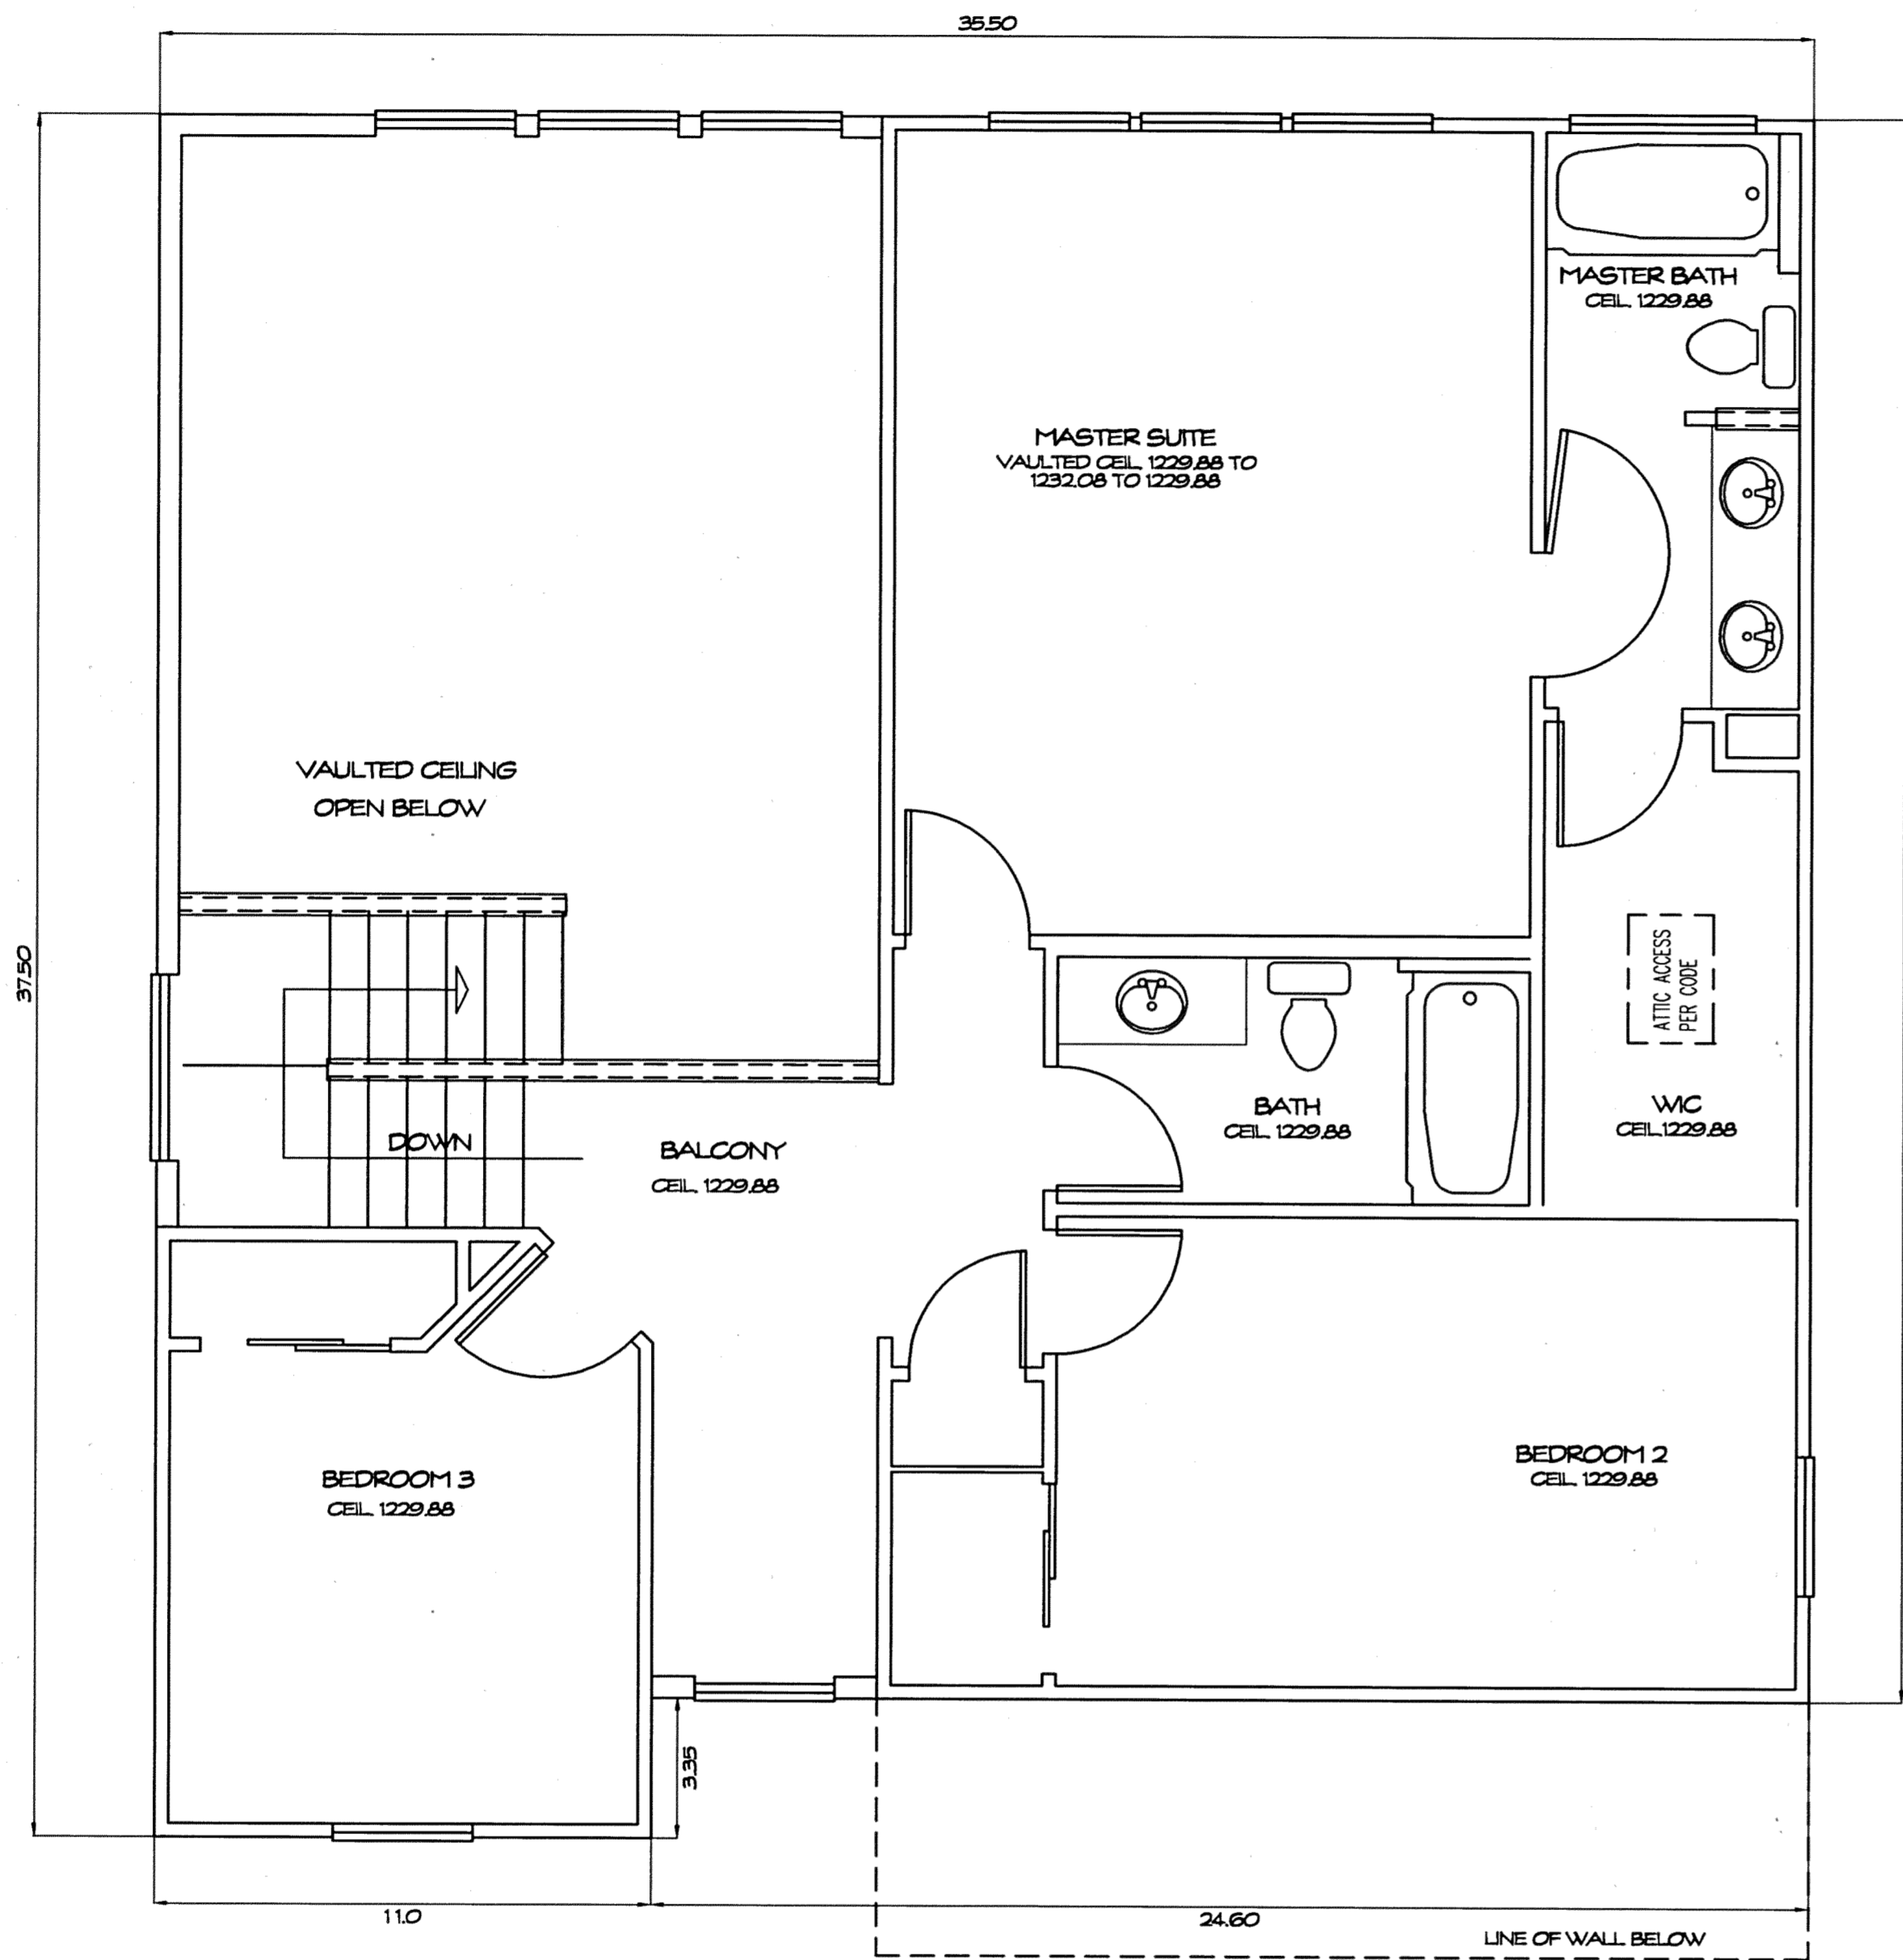 35.50
MASTER BATH
CEIL. 1229.88
MASTER SUITE
VAULTED CEIL. 1229.88 TO
1232.08 TO 1229.88
VAULTED CEILING
OPEN BELOW
37.50
ATTIC ACCESS
PER CODE
BATH
CEIL. 1229.88
WIC
CEIL.1229.88
DOWN
BALCONY
CEIL. 1229.88
BEDROOM 3
CEIL. 1229.88
BEDROOM 2
CEIL. 1229.88
3.35
11.0
24.60
LINE OF WALL BELOW